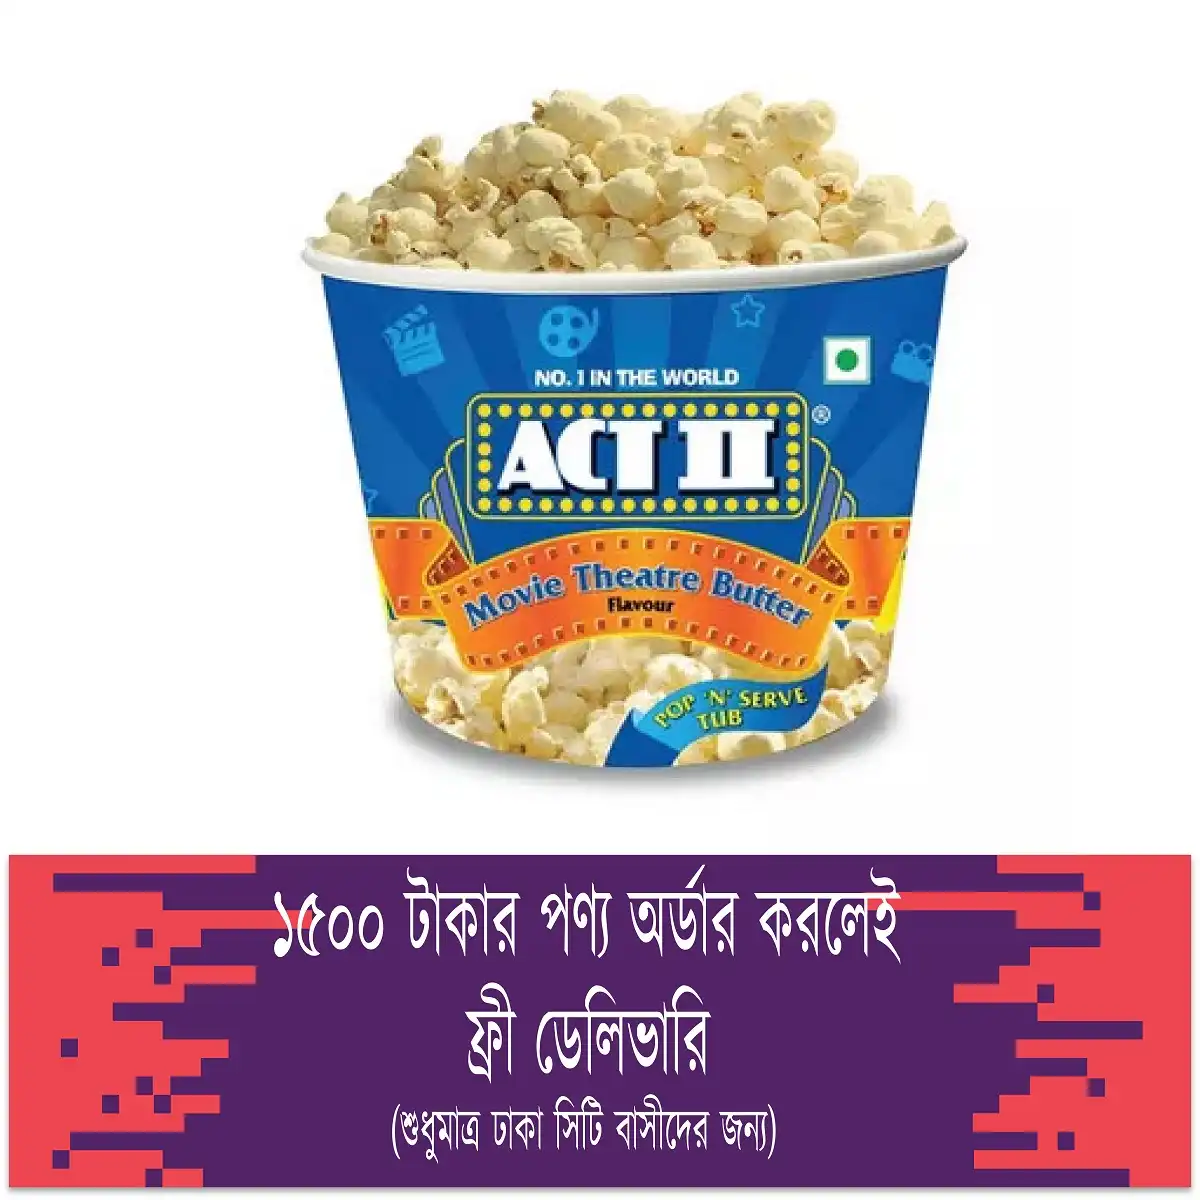 NO. 1 IN THE WORLD
ACT II ®
Movie Theatre Butter
Flavour
POP 'N' SERVE
TUB
১৫০০ টাকার পণ্য অর্ডার করলেই
ফ্রী ডেলিভারি
(শুধুমাত্র ঢাকা সিটি বাসীদের জন্য)